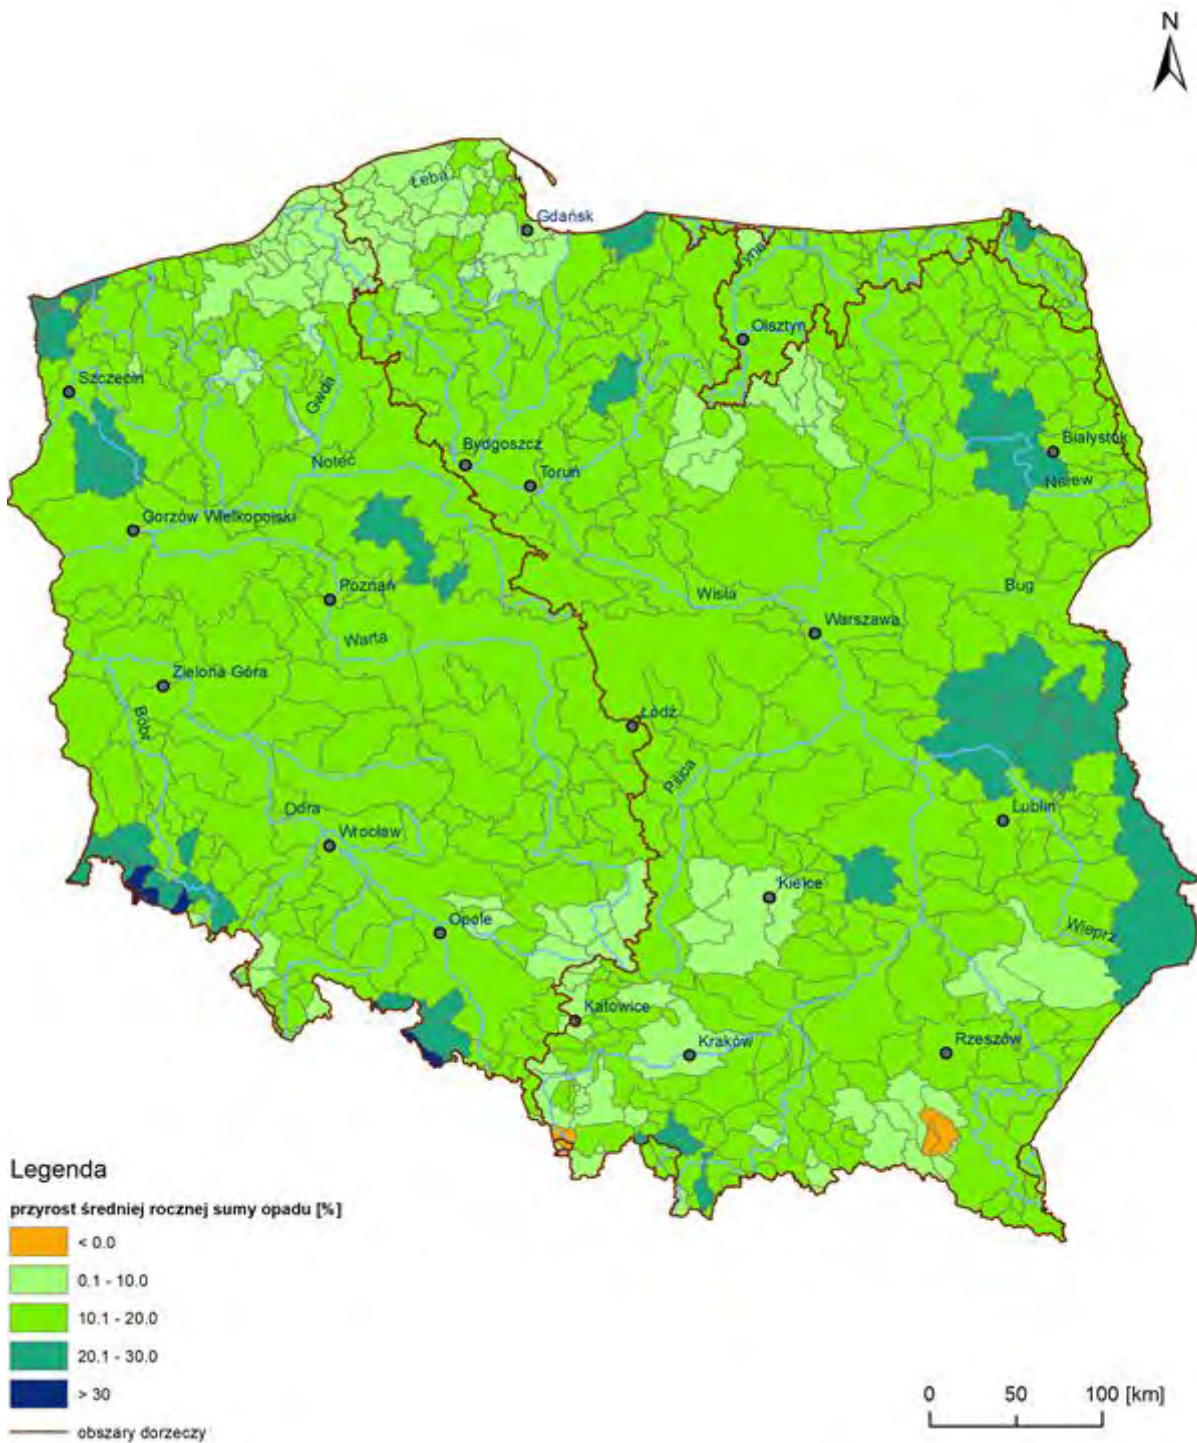 N
Łeba
Gdańsk
Łyna
Olsztyn
Szczecin
Gwda
Bydgoszcz
Białystok
Noteć
Toruń
Narew
Gorzów Wielkopolski
Poznań
Wisła
Bug
Warta
Warszawa
Zielona Góra
Bóbr
Łódź
Pilica
Odra
Lublin
Wrocław
Kielce
Opole
Wieprz
Katowice
Kraków
Rzeszów
Legenda
przyrost średniej rocznej sumy opadu [%]
< 0.0
0.1 - 10.0
10.1 - 20.0
20.1 - 30.0
> 30
obszary dorzeczy
0 50 100 [km]